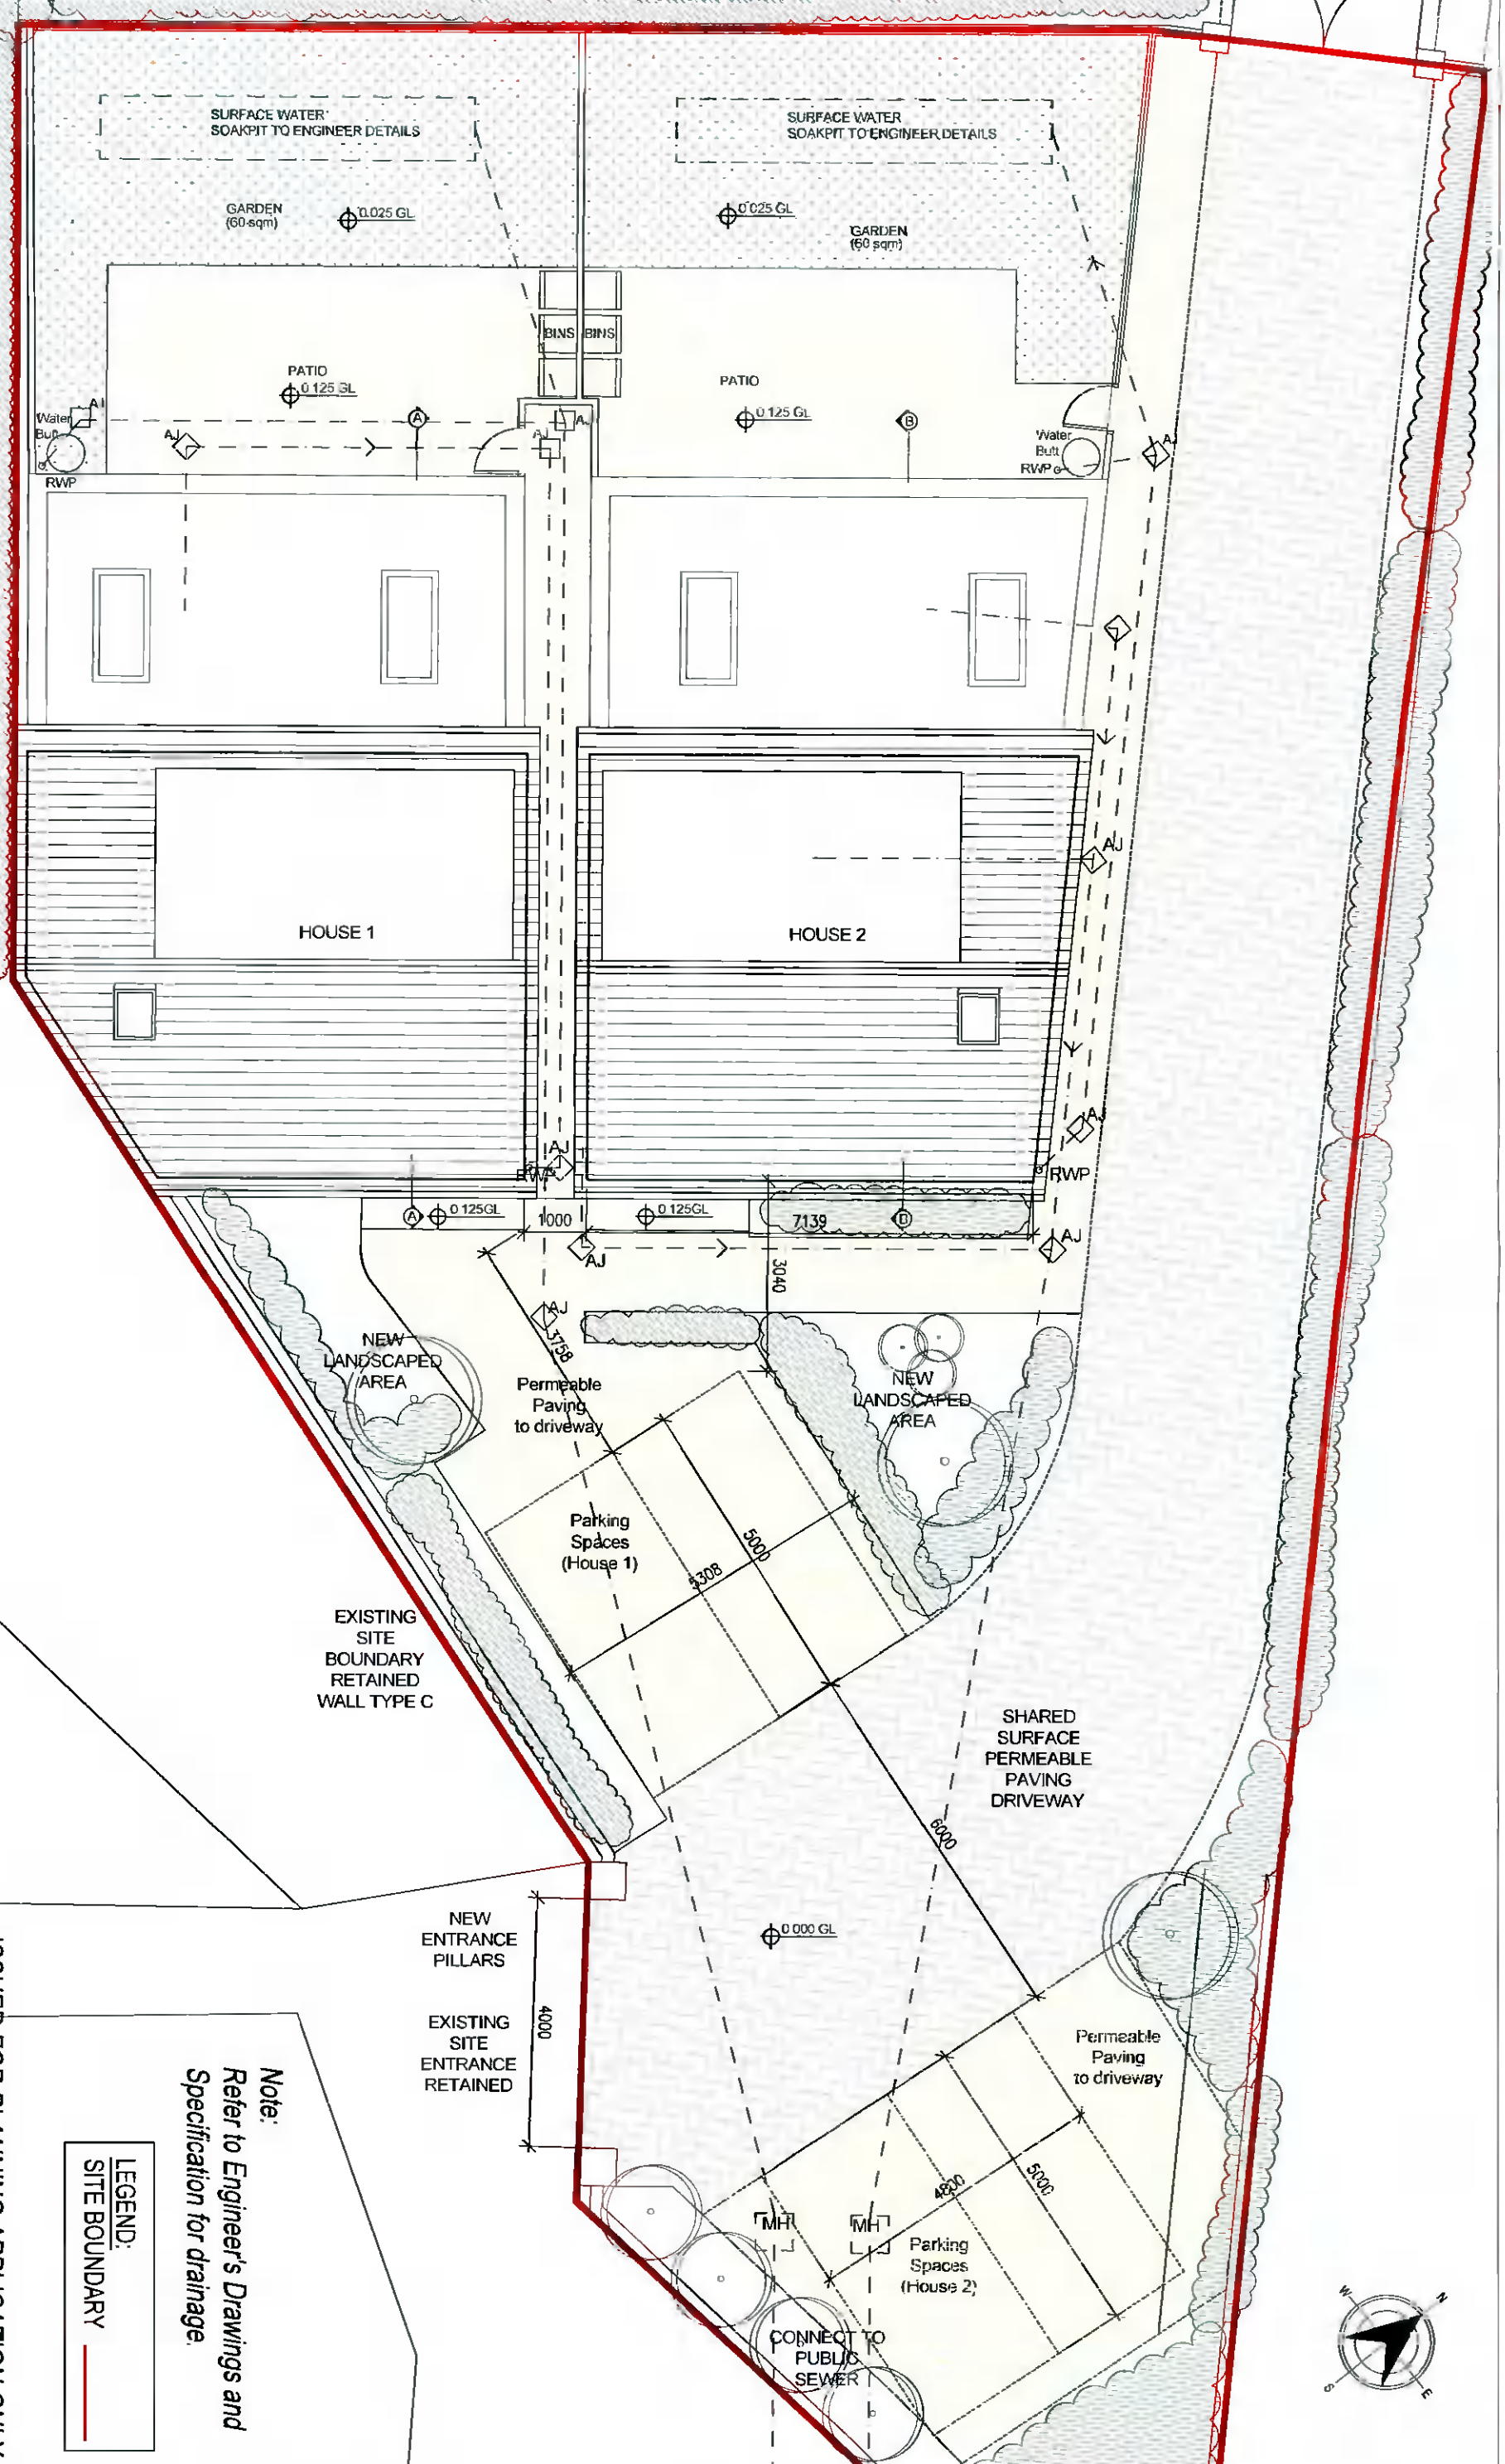 SURFACE WATER
SOAKPIT TO ENGINEER DETAILS
SURFACE WATER
SOAKPIT TO ENGINEER DETAILS
GARDEN
(60 sqm)
0.025 GL
0.025 GL
GARDEN
(60 sqm)
BINS
BINS
PATIO
0.125 GL
PATIO
0.125 GL
A
B
Water
Butt
RWP
AJ
AJ
AJ
AJ
Water
Butt
RWP
AJ
HOUSE 1
HOUSE 2
AJ
AJ
AJ
RWP
RWP
A
0.125GL
1000
0.125GL
7139
AJ
AJ
3040
AJ
3758
NEW
LANDSCAPED
AREA
NEW
LANDSCAPED
AREA
Permeable
Paving
to driveway
Parking
Spaces
(House 1)
5000
5308
EXISTING
SITE
BOUNDARY
RETAINED
WALL TYPE C
SHARED
SURFACE
PERMEABLE
PAVING
DRIVEWAY
6000
NEW
ENTRANCE
PILLARS
0.000 GL
EXISTING
SITE
ENTRANCE
RETAINED
4000
Permeable
Paving
to driveway
4800
5000
MH
MH
Parking
Spaces
(House 2)
CONNECT TO
PUBLIC
SEWER
Note:
Refer to Engineer's Drawings and
Specification for drainage.
LEGEND:
SITE BOUNDARY
N
E
S
W